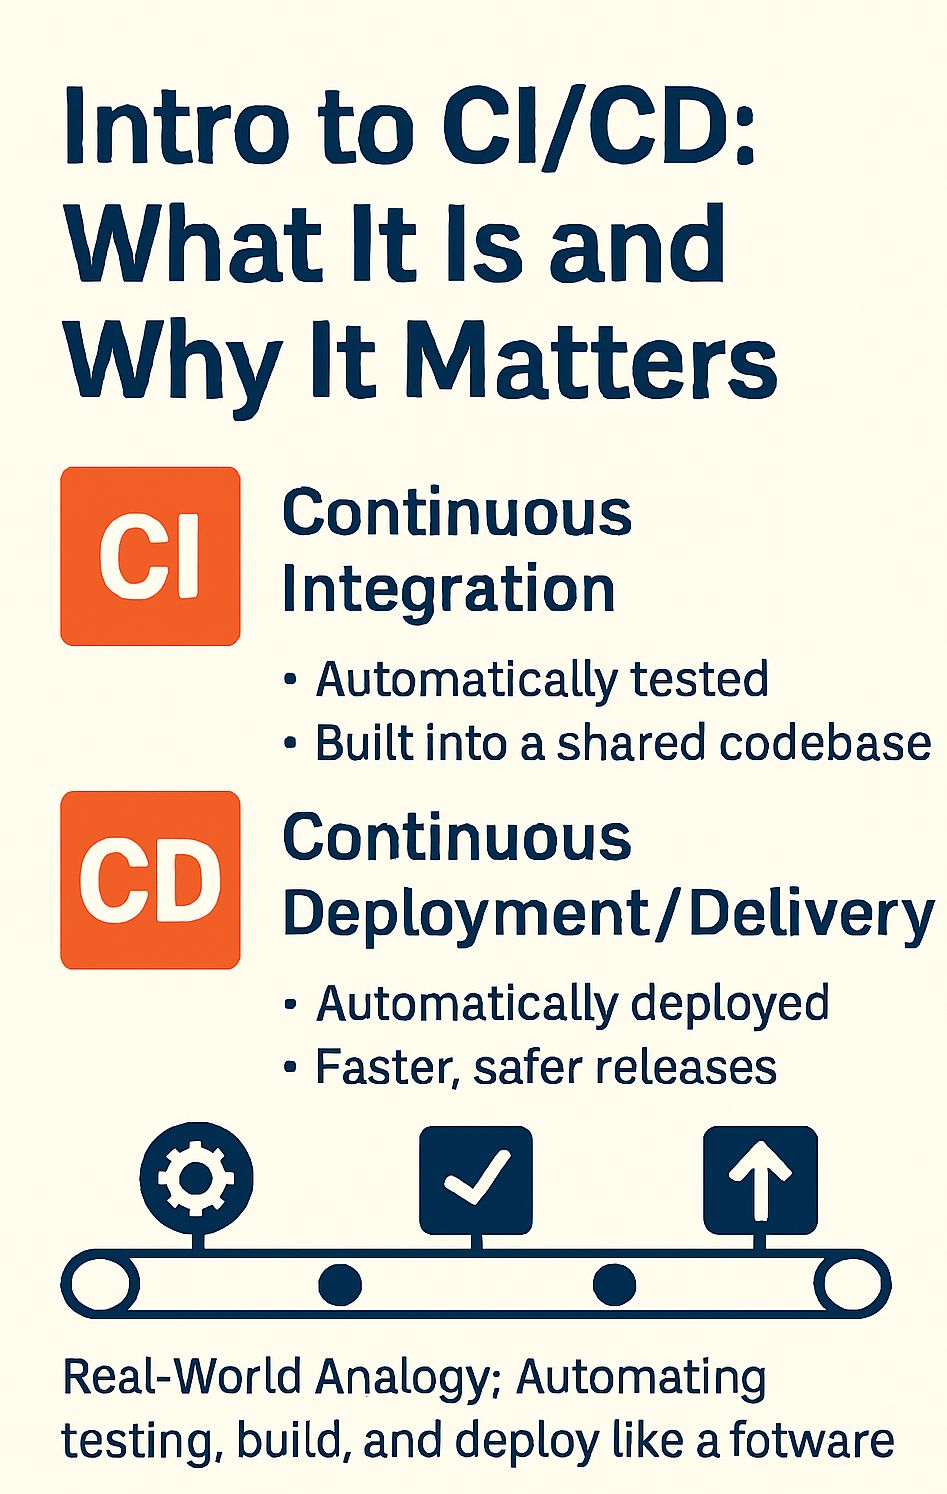 Intro to CI/CD:
What It Is and
Why It Matters
CI
Continuous
Integration
• Automatically tested
• Built into a shared codebase
CD
Continuous
Deployment/Delivery
• Automatically deployed
• Faster, safer releases
Real-World Analogy; Automating
testing, build, and deploy like a fotware